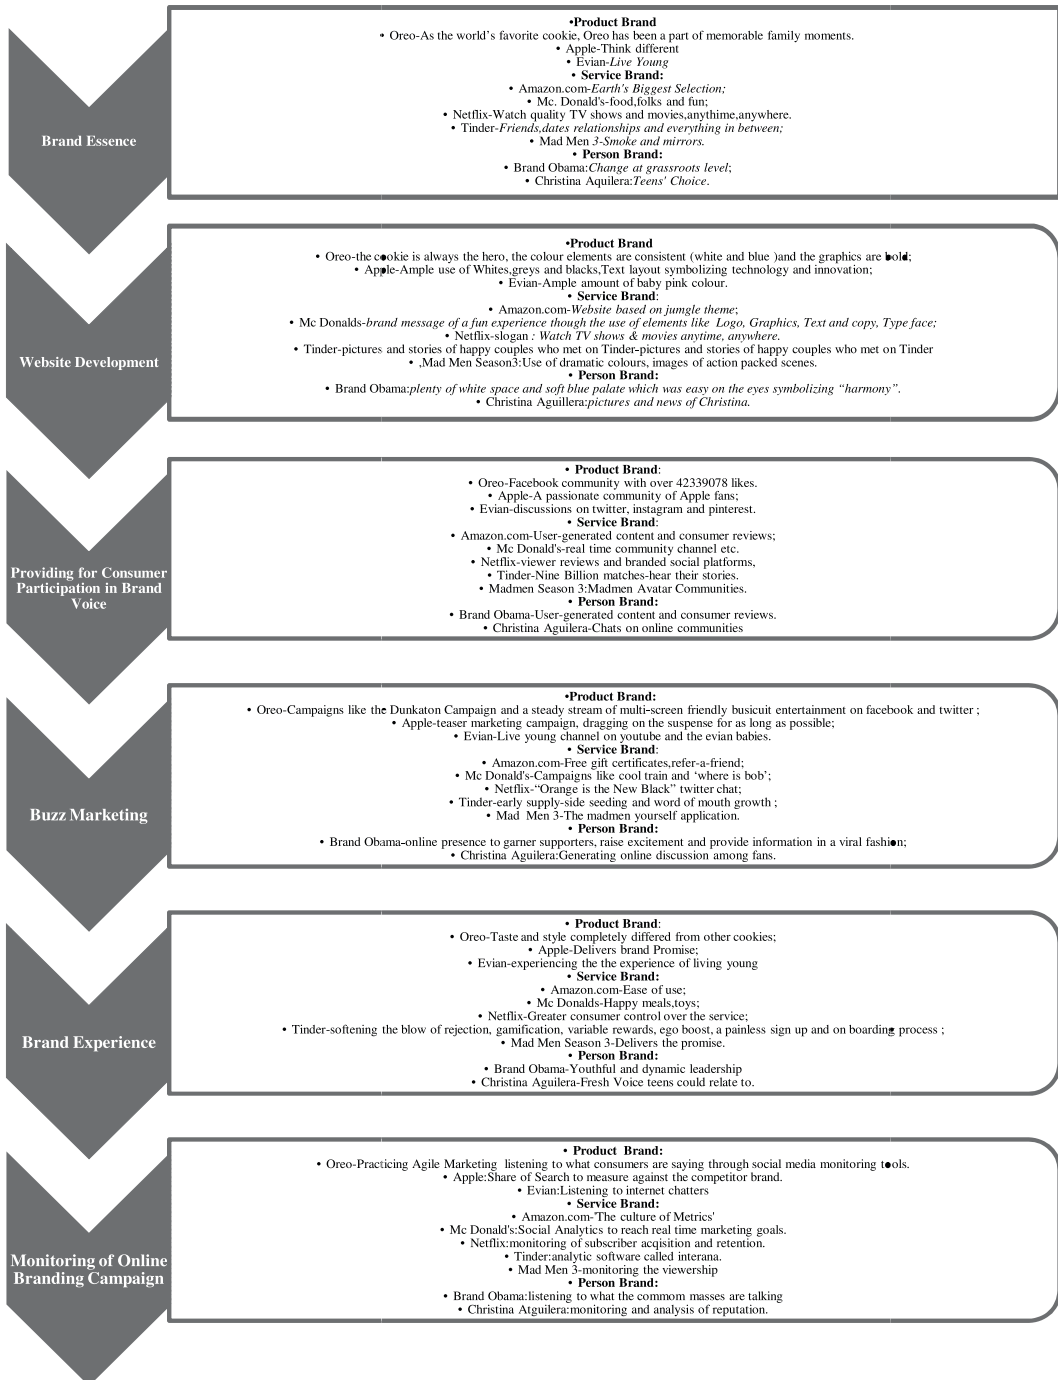 Brand Essence
•Product Brand
• Oreo-As the world's favorite cookie, Oreo has been a part of memorable family moments.
• Apple-Think different
• Evian-Live Young
• Service Brand:
• Amazon.com-Earth's Biggest Selection;
• Mc. Donald's-food,folks and fun;
• Netflix-Watch quality TV shows and movies,anythime,anywhere.
• Tinder-Friends,dates relationships and everything in between;
• Mad Men 3-Smoke and mirrors.
• Person Brand:
• Brand Obama:Change at grassroots level;
• Christina Aquilera:Teens' Choice.
Website Development
•Product Brand
• Oreo-the cookie is always the hero, the colour elements are consistent (white and blue )and the graphics are bold;
• Apple-Ample use of Whites,greys and blacks,Text layout symbolizing technology and innovation;
• Evian-Ample amount of baby pink colour.
• Service Brand:
• Amazon.com-Website based on jungle theme;
• Mc Donalds-brand message of a fun experience though the use of elements like Logo, Graphics, Text and copy, Type face;
• Netflix-slogan : Watch TV shows & movies anytime, anywhere.
• Tinder-pictures and stories of happy couples who met on Tinder-pictures and stories of happy couples who met on Tinder
• ,Mad Men Season3:Use of dramatic colours, images of action packed scenes.
• Person Brand:
• Brand Obama:plenty of white space and soft blue palate which was easy on the eyes symbolizing “harmony”.
• Christina Aguillera:pictures and news of Christina.
Providing for Consumer
Participation in Brand
Voice
• Product Brand:
• Oreo-Facebook community with over 42339078 likes.
• Apple-A passionate community of Apple fans;
• Evian-discussions on twitter, instagram and pinterest.
• Service Brand:
• Amazon.com-User-generated content and consumer reviews;
• Mc Donald's-real time community channel etc.
• Netflix-viewer reviews and branded social platforms,
• Tinder-Nine Billion matches-hear their stories.
• Madmen Season 3:Madmen Avatar Communities.
• Person Brand:
• Brand Obama-User-generated content and consumer reviews.
• Christina Aguilera-Chats on online communities
Buzz Marketing
•Product Brand:
• Oreo-Campaigns like the Dunkaton Campaign and a steady stream of multi-screen friendly busicuit entertainment on facebook and twitter ;
• Apple-teaser marketing campaign, dragging on the suspense for as long as possible;
• Evian-Live young channel on youtube and the evian babies.
• Service Brand:
• Amazon.com-Free gift certificates,refer-a-friend;
• Mc Donald's-Campaigns like cool train and ‘where is bob’;
• Netflix-“Orange is the New Black” twitter chat;
• Tinder-early supply-side seeding and word of mouth growth ;
• Mad Men 3-The madmen yourself application.
• Person Brand:
• Brand Obama-online presence to garner supporters, raise excitement and provide information in a viral fashion;
• Christina Aguilera:Generating online discussion among fans.
Brand Experience
• Product Brand:
• Oreo-Taste and style completely differed from other cookies;
• Apple-Delivers brand Promise;
• Evian-experiencing the the experience of living young
• Service Brand:
• Amazon.com-Ease of use;
• Mc Donalds-Happy meals,toys;
• Netflix-Greater consumer control over the service;
• Tinder-softening the blow of rejection, gamification, variable rewards, ego boost, a painless sign up and on boarding process ;
• Mad Men Season 3-Delivers the promise.
• Person Brand:
• Brand Obama-Youthful and dynamic leadership
• Christina Aguilera-Fresh Voice teens could relate to.
Monitoring of Online
Branding Campaign
• Product Brand:
• Oreo-Practicing Agile Marketing listening to what consumers are saying through social media monitoring tools.
• Apple:Share of Search to measure against the competitor brand.
• Evian:Listening to internet chatters
• Service Brand:
• Amazon.com-'The culture of Metrics'
• Mc Donald's:Social Analytics to reach real time marketing goals.
• Netflix:monitoring of subscriber acqisition and retention.
• Tinder:analytic software called interana.
• Mad Men 3-monitoring the viewership
• Person Brand:
• Brand Obama:listening to what the commom masses are talking
• Christina Atguilera:monitoring and analysis of reputation.